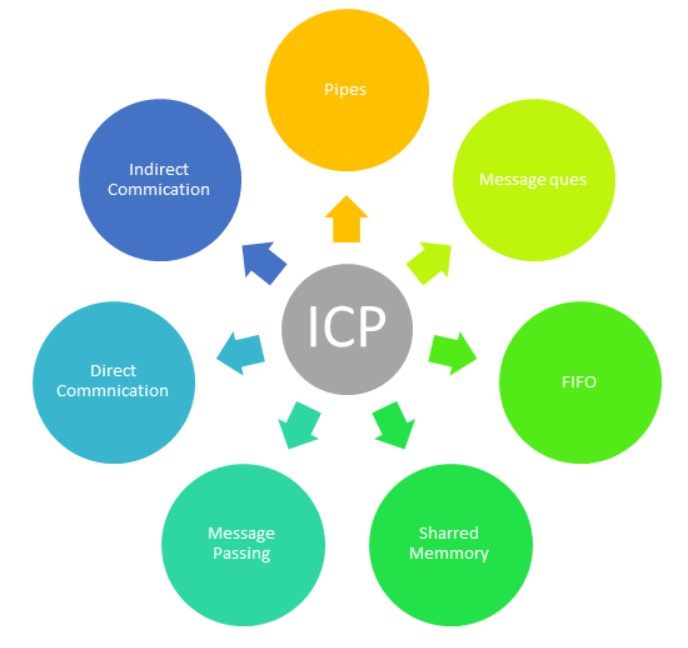 Pipes
Indirect
Commication
Message ques
ICP
Direct
Commnication
FIFO
Message
Passing
Sharred
Memmory